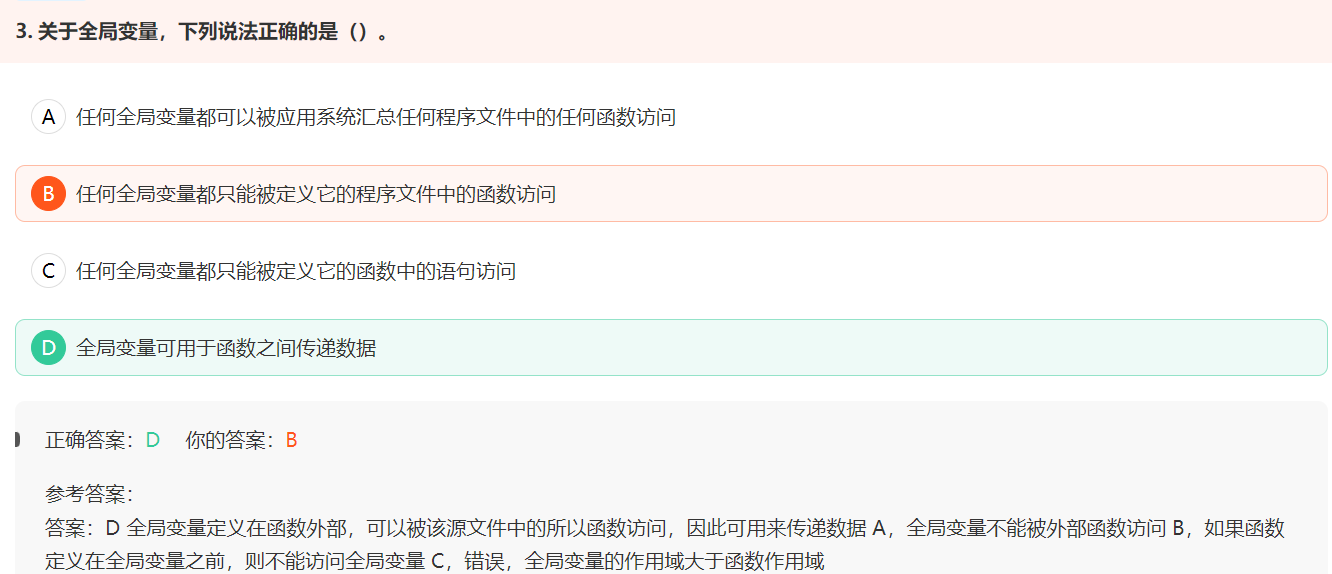 3. 关于全局变量，下列说法正确的是（）。
A 任何全局变量都可以被应用系统汇总任何程序文件中的任何函数访问
B 任何全局变量都只能被定义它的程序文件中的函数访问
C 任何全局变量都只能被定义它的函数中的语句访问
D 全局变量可用于函数之间传递数据
正确答案：D 你的答案：B
参考答案：
答案：D 全局变量定义在函数外部，可以被该源文件中的所以函数访问，因此可用来传递数据 A，全局变量不能被外部函数访问 B，如果函数
定义在全局变量之前，则不能访问全局变量 C，错误，全局变量的作用域大于函数作用域